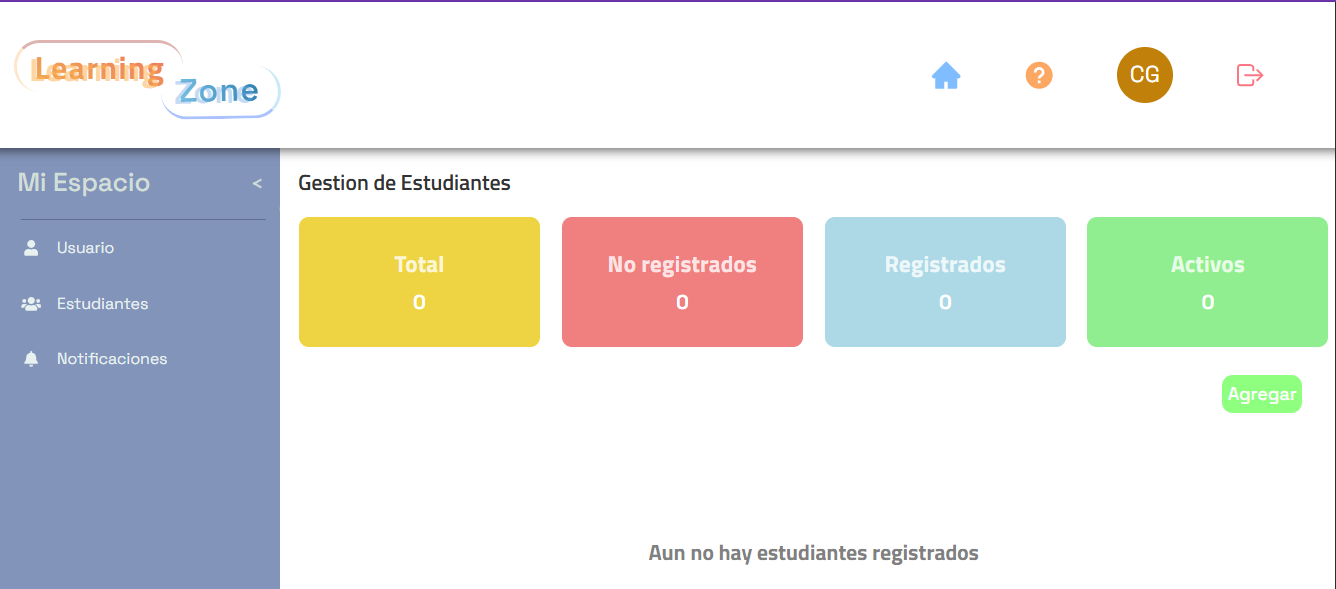 Learning
Zone
?
CG
Mi Espacio <
Usuario
Estudiantes
Notificaciones
Gestion de Estudiantes
Total
0
No registrados
0
Registrados
0
Activos
0
Agregar
Aun no hay estudiantes registrados